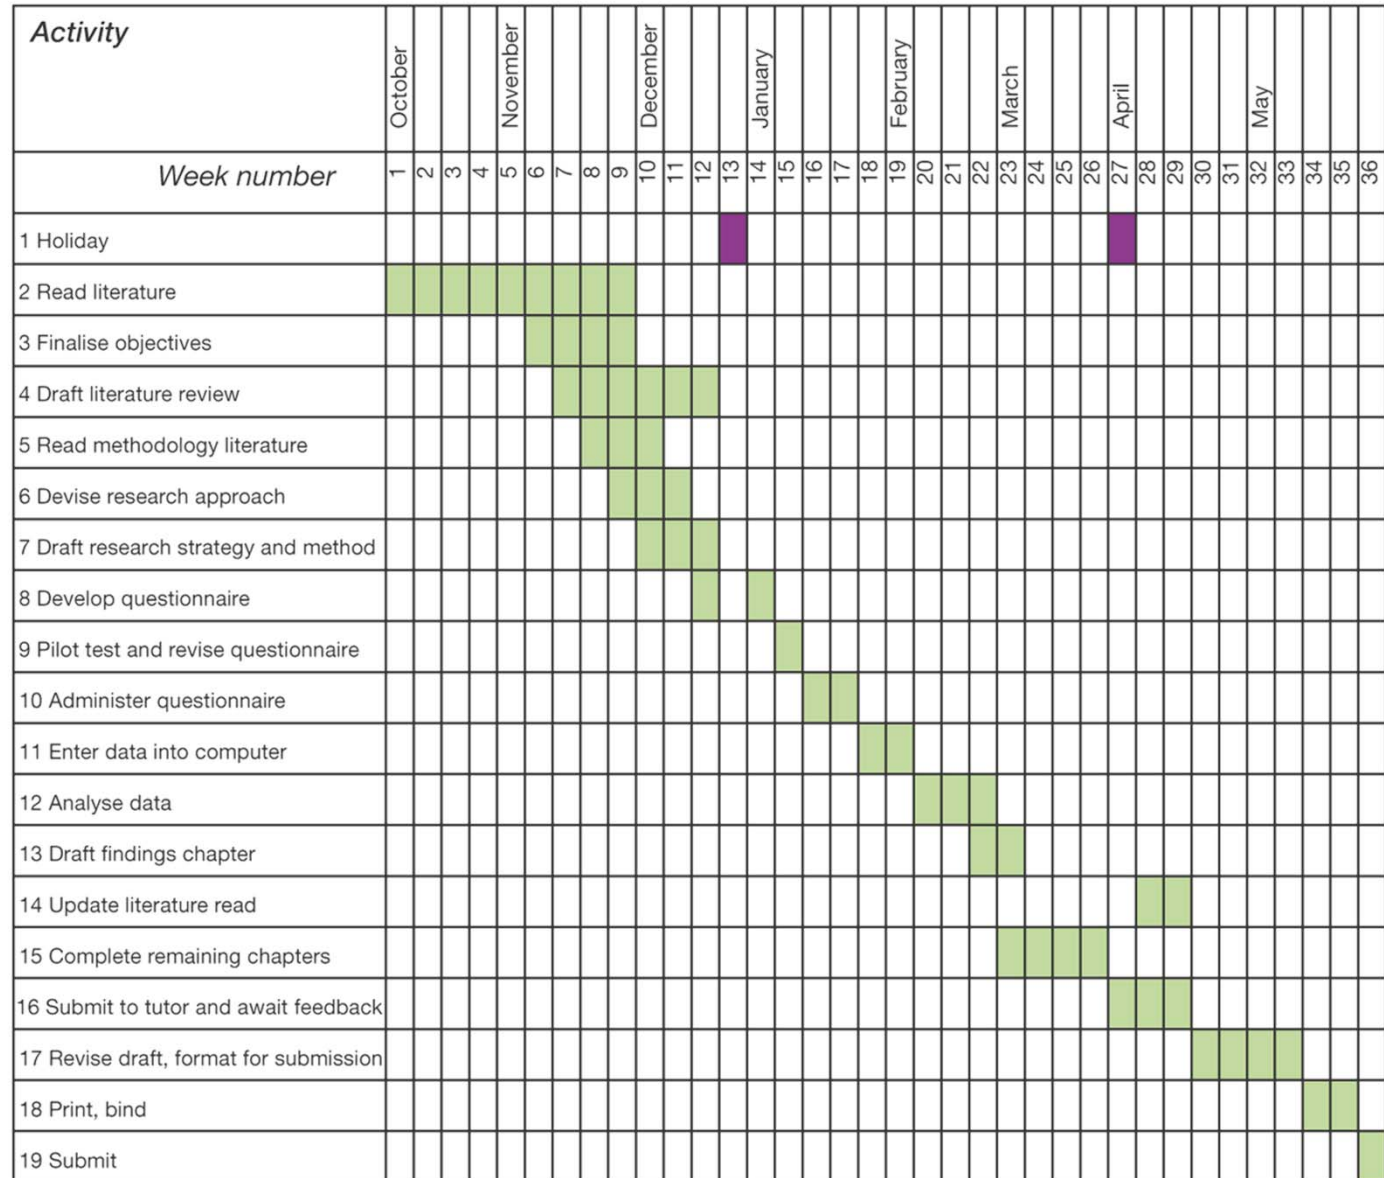 Activity
October
November
December
January
February
March
April
May
Week number
1 2 3 4 5 6 7 8 9 10 11 12 13 14 15 16 17 18 19 20 21 22 23 24 25 26 27 28 29 30 31 32 33 34 35 36
1 Holiday
2 Read literature
3 Finalise objectives
4 Draft literature review
5 Read methodology literature
6 Devise research approach
7 Draft research strategy and method
8 Develop questionnaire
9 Pilot test and revise questionnaire
10 Administer questionnaire
11 Enter data into computer
12 Analyse data
13 Draft findings chapter
14 Update literature read
15 Complete remaining chapters
16 Submit to tutor and await feedback
17 Revise draft, format for submission
18 Print, bind
19 Submit